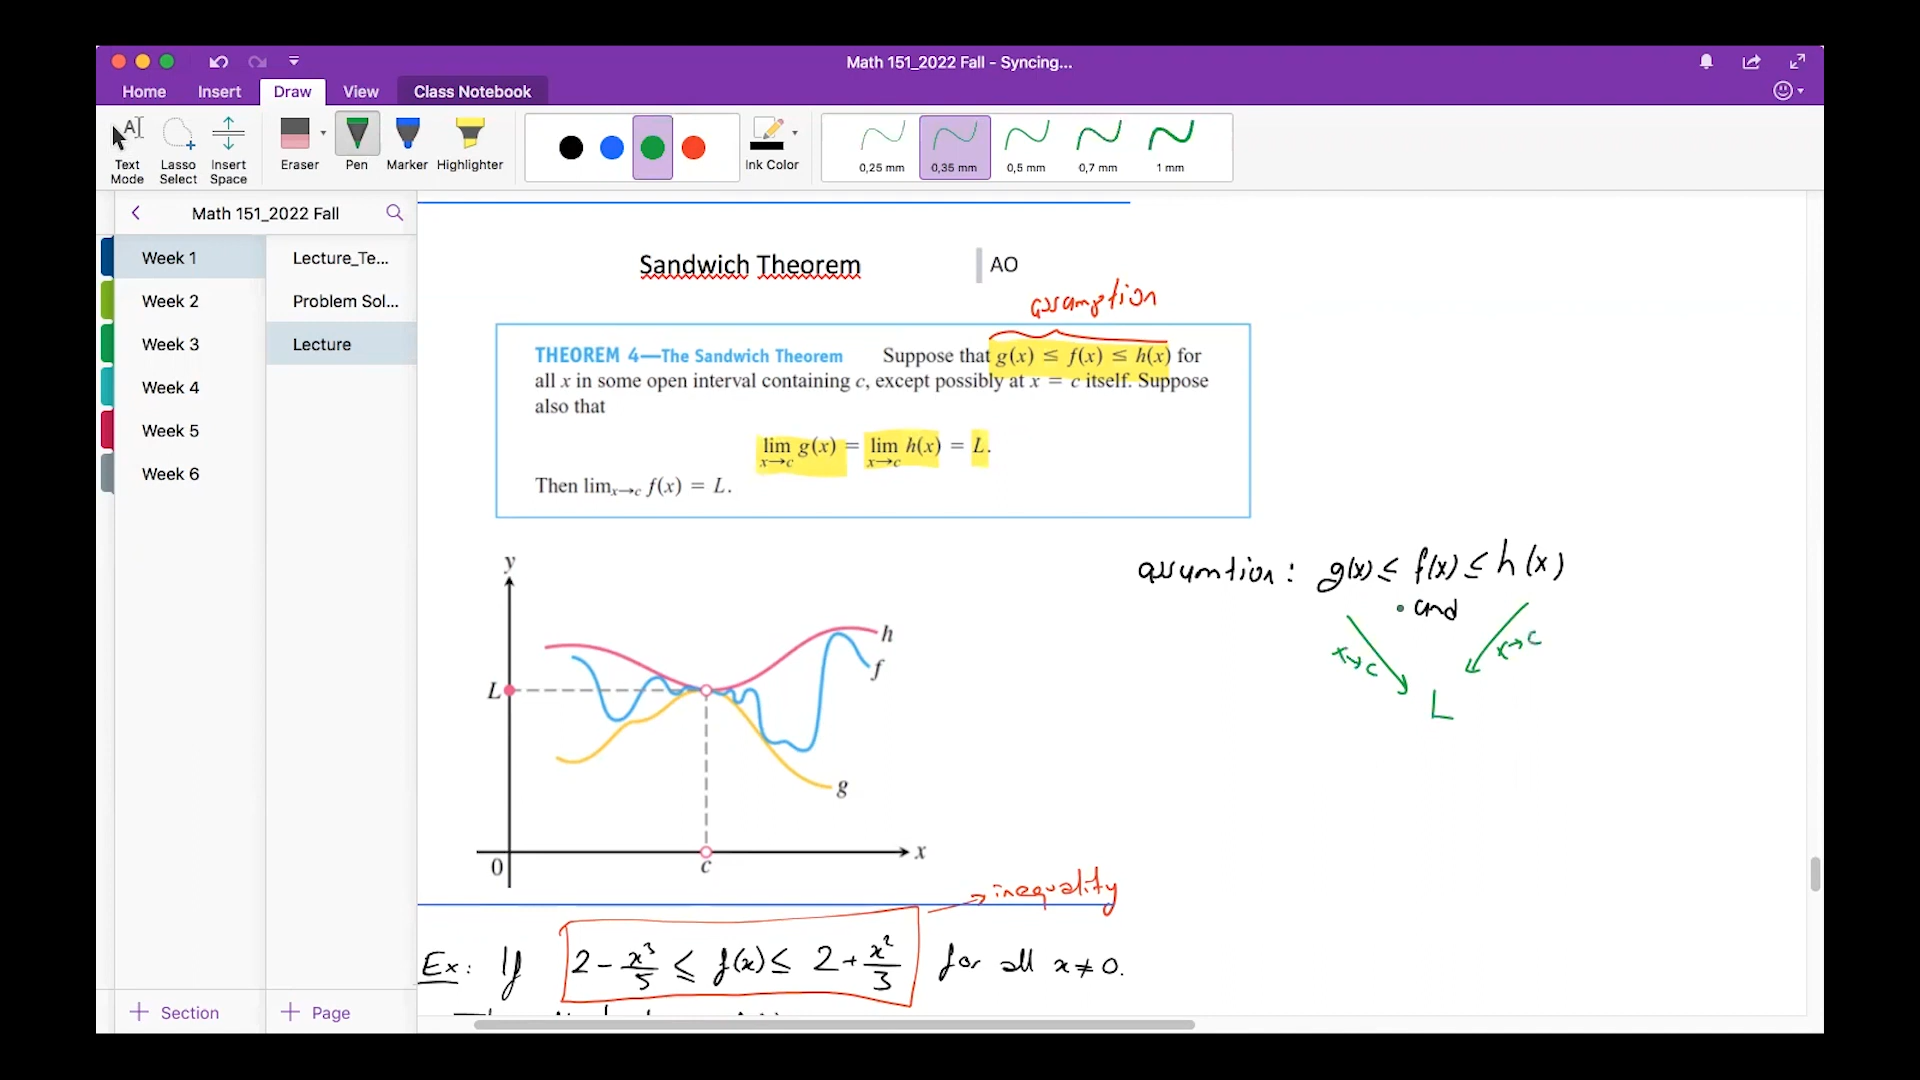 Math 151_2022 Fall - Syncing...
Home Insert Draw View Class Notebook
Text Mode
Lasso Select
Insert Space
Eraser
Pen
Marker
Highlighter
Ink Color
0,25 mm
0,35 mm
0,5 mm
0,7 mm
1 mm
Math 151_2022 Fall
Week 1
Week 2
Week 3
Week 4
Week 5
Week 6
Lecture_Te...
Problem Sol...
Lecture
+ Section
+ Page
Sandwich Theorem
AO
assumption
THEOREM 4—The Sandwich Theorem Suppose that g(x) ≤ f(x) ≤ h(x) for
all x in some open interval containing c, except possibly at x = c itself. Suppose
also that
lim x→c g(x) = lim x→c h(x) = L.
Then lim x→c f(x) = L.
y
h
f
L
g
0
c
x
assumtion : g(x) ≤ f(x) ≤ h(x)
and
x→c
x→c
L
inequality
Ex: If 2 - x³/5 ≤ f(x) ≤ 2 + x²/3 for all x ≠ 0.